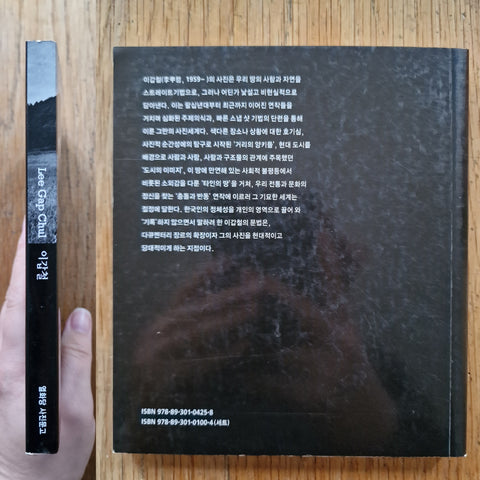 Lee Gap Chul
이갑철
열화당 사진문고
이갑철(李甲哲, 1959- )의 사진은 우리 땅의 사람과 자연을
스트레이트기법으로, 그러나 어딘가 낯설고 비현실적으로
담아낸다. 이는 팔십년대부터 최근까지 이어진 연작들을
거치며 심화된 주제의식과, 빠른 스냅 샷 기법의 단련을 통해
이룬 그만의 사진세계다. 색다른 장소나 상황에 대한 호기심,
사진적 순간성에의 탐구로 시작된 '거리의 양키들', 현대 도시를
배경으로 사람과 사람, 사람과 구조물의 관계에 주목했던
'도시의 이미지', 이 땅에 만연해 있는 사회적 불평등에서
비롯된 소외감을 다룬 '타인의 땅'을 거쳐, 우리 전통과 문화의
정신을 찾는 '충돌과 반동' 연작에 이르러 그 기묘한 세계는
절정에 달한다. 한국인의 정체성을 개인의 영역으로 끌어 와
'기록'하지 않으면서 말하려 한 이갑철의 문법은,
다큐멘터리 장르의 확장이자 그의 사진을 현대적이고
당대적이게 하는 지점이다.
ISBN 978-89-301-0425-8
ISBN 978-89-301-0100-4 (세트)